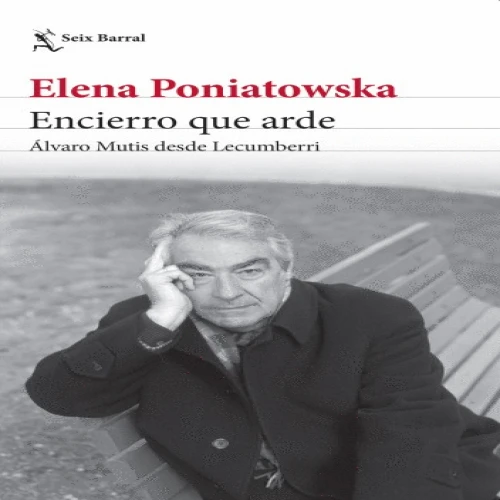 Seix Barral
Elena Poniatowska
Encierro que arde
Álvaro Mutis desde Lecumberri